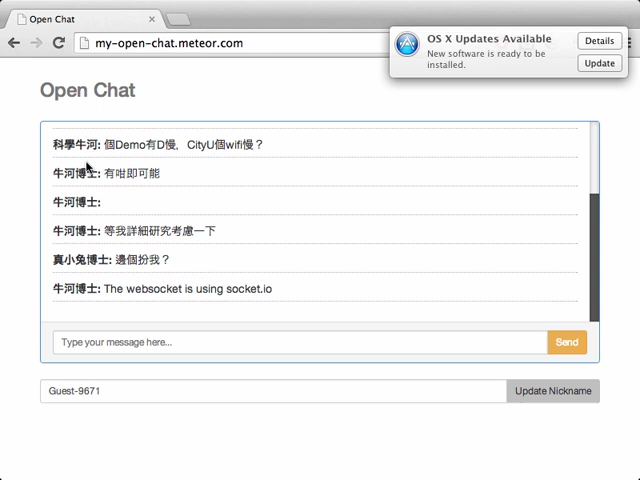 Open Chat
my-open-chat.meteor.com
OS X Updates Available
New software is ready to be
installed.
Details
Update
Open Chat
科學牛河: 個Demo有D慢，CityU個wifi慢？
牛河博士: 有咁即可能
牛河博士:
牛河博士: 等我詳細研究考慮一下
真小兔博士: 邊個扮我？
牛河博士: The websocket is using socket.io
Type your message here...
Send
Guest-9671
Update Nickname